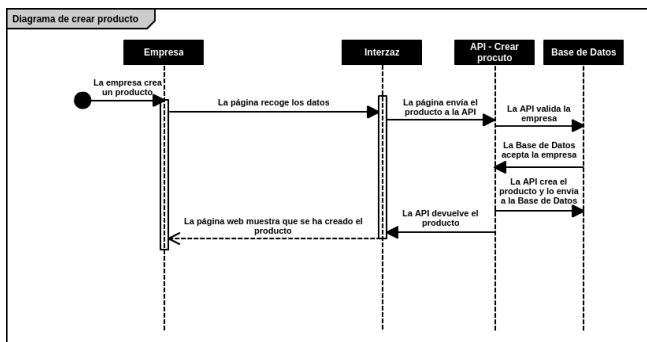 Diagrama de crear producto
Empresa
Interzaz
API - Crear
procuto
Base de Datos
La empresa crea
un producto
La página recoge los datos
La página envía el
producto a la API
La API valida la
empresa
La Base de Datos
acepta la empresa
La API crea el
producto y lo envia
a la Base de Datos
La API devuelve el
producto
La página web muestra que se ha creado el
producto